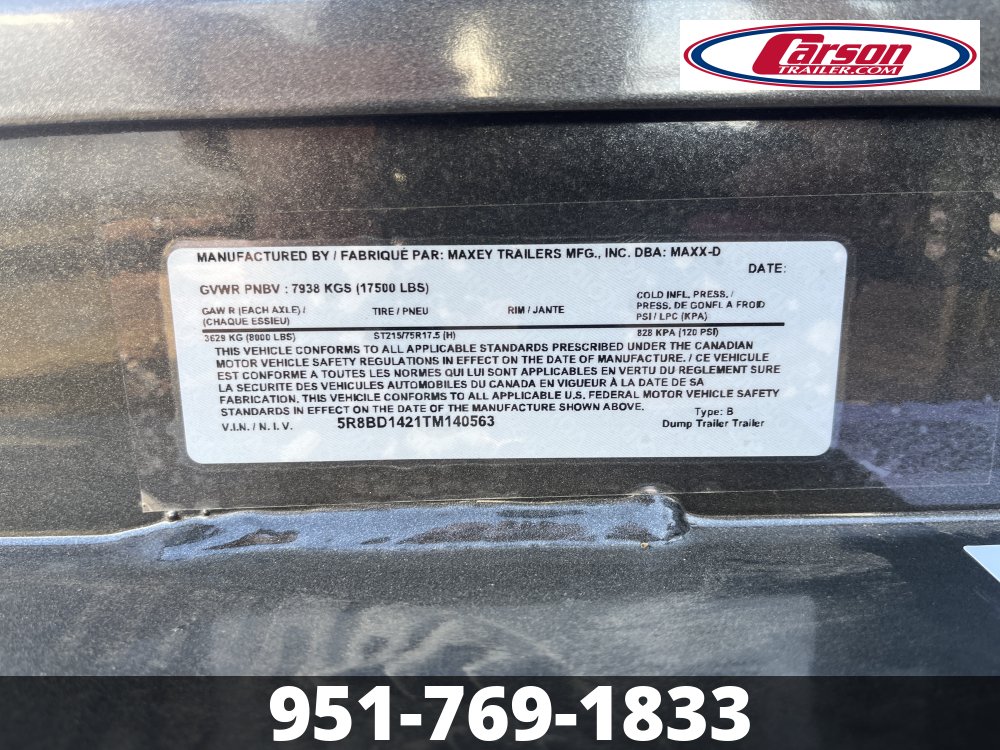 Carson
TRAILER.COM
MANUFACTURED BY / FABRIQUÉ PAR: MAXEY TRAILERS MFG., INC. DBA: MAXX-D
DATE:
GVWR PNBV : 7938 KGS (17500 LBS)
GAW R (EACH AXLE) / (CHAQUE ESSIEU)
TIRE / PNEU
RIM / JANTE
COLD INFL. PRESS. / PRESS. DE GONFL A FROID PSI / LPC (KPA)
3629 KG (8000 LBS)
ST215/75R17.5 (H)
828 KPA (120 PSI)
THIS VEHICLE CONFORMS TO ALL APPLICABLE STANDARDS PRESCRIBED UNDER THE CANADIAN
MOTOR VEHICLE SAFETY REGULATIONS IN EFFECT ON THE DATE OF MANUFACTURE. / CE VEHICULE
EST CONFORME A TOUTES LES NORMES QUI LUI SONT APPLICABLES EN VERTU DU REGLEMENT SURE
LA SECURITE DES VEHICULES AUTOMOBILES DU CANADA EN VIGUEUR À LA DATE DE SA
FABRICATION. THIS VEHICILE CONFORMS TO ALL APPLICABLE U.S. FEDERAL MOTOR VEHICLE SAFETY
STANDARDS IN EFFECT ON THE DATE OF THE MANUFACTURE SHOWN ABOVE.
V.I.N. / N. I. V. 5R8BD1421TM140563
Type: B
Dump Trailer Trailer
951-769-1833